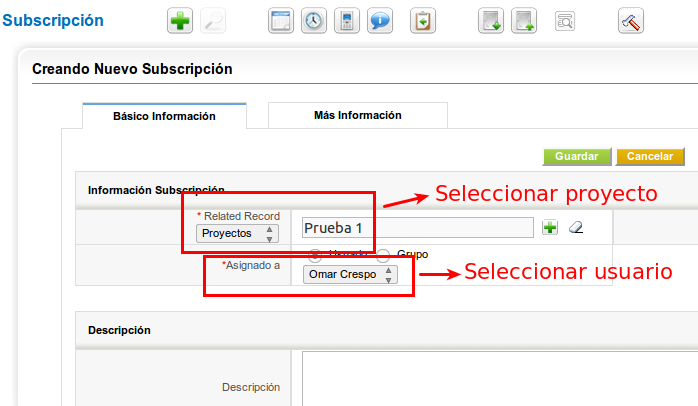 Subscripción
Creando Nuevo Subscripción
Básico Información
Más Información
Guardar
Cancelar
Información Subscripción
Seleccionar proyecto
* Related Record
Proyectos
Prueba 1
Usuario
Grupo
*Asignado a
Omar Crespo
Seleccionar usuario
Descripción
Descripción